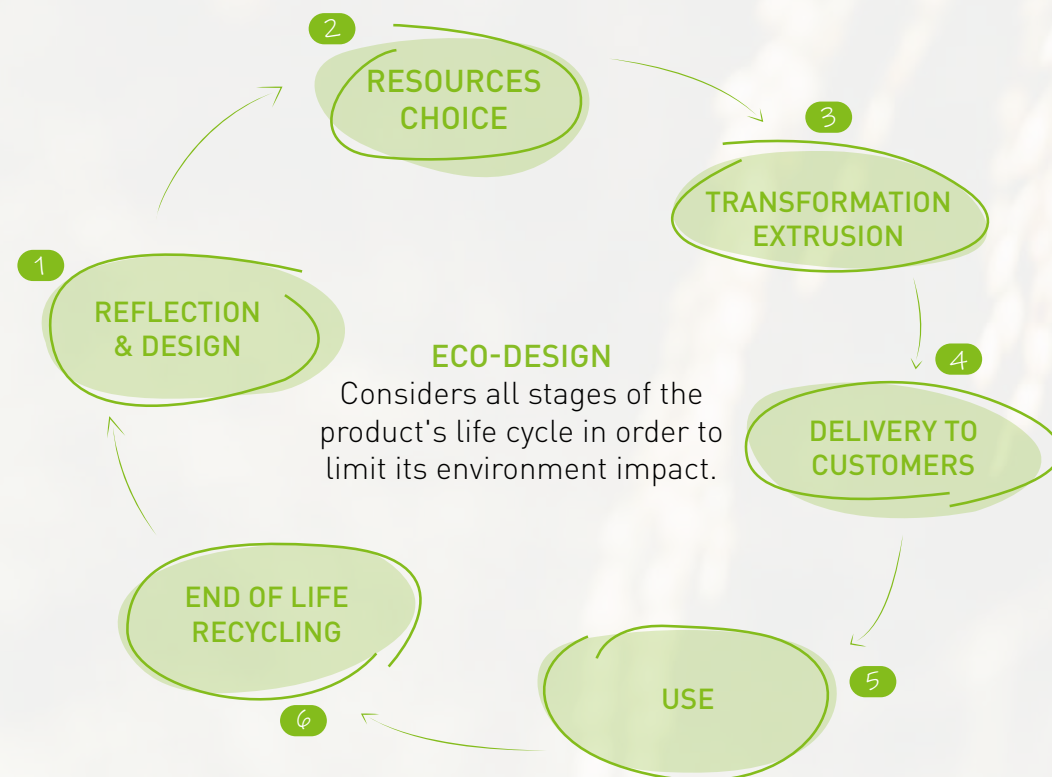 1
REFLECTION
& DESIGN
2
RESOURCES
CHOICE
3
TRANSFORMATION
EXTRUSION
4
DELIVERY TO
CUSTOMERS
5
USE
6
END OF LIFE
RECYCLING
ECO-DESIGN
Considers all stages of the
product's life cycle in order to
limit its environment impact.